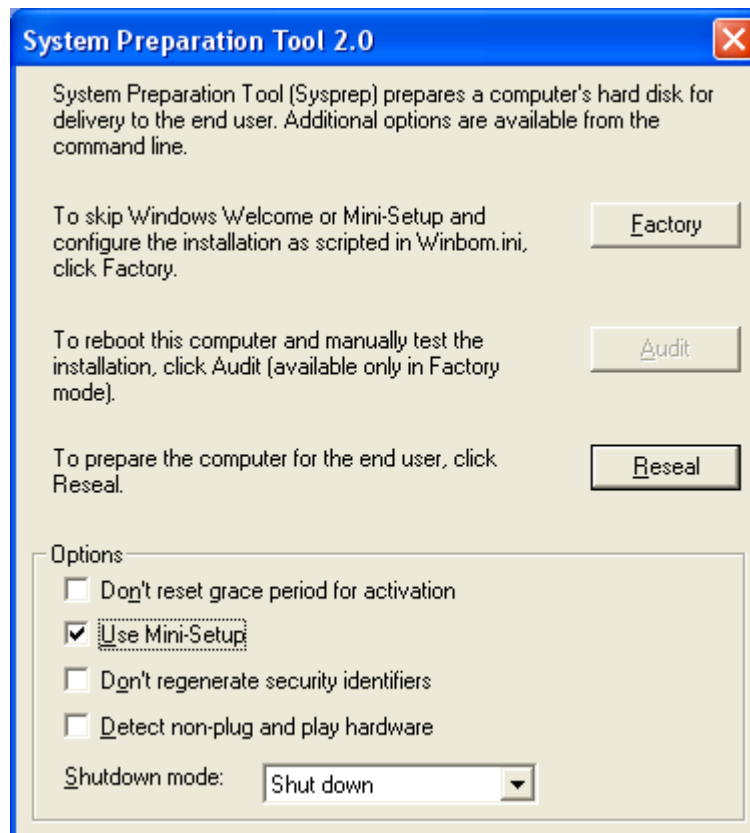 System Preparation Tool 2.0
System Preparation Tool (Sysprep) prepares a computer's hard disk for
delivery to the end user. Additional options are available from the
command line.
To skip Windows Welcome or Mini-Setup and
configure the installation as scripted in Winbom.ini,
click Factory.
Factory
To reboot this computer and manually test the
installation, click Audit (available only in Factory
mode).
Audit
To prepare the computer for the end user, click
Reseal.
Reseal
Options
Don't reset grace period for activation
Use Mini-Setup
Don't regenerate security identifiers
Detect non-plug and play hardware
Shutdown mode: Shut down